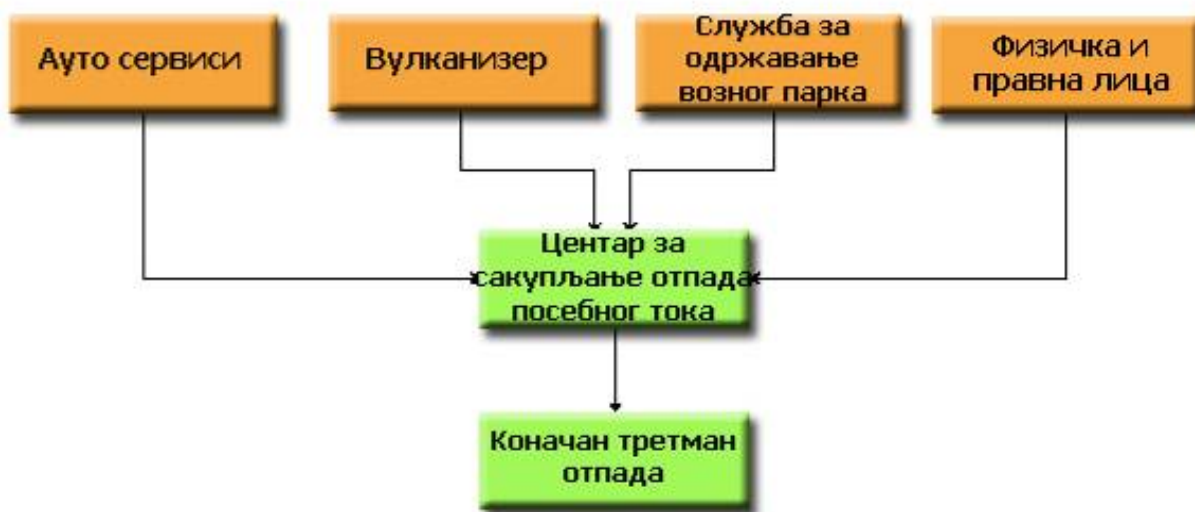 Ауто сервиси
Вулканизер
Служба за
одржавање
возног парка
Физичка и
правна лица
Центар за
сакупљање отпада
посебног тока
Коначан третман
отпада